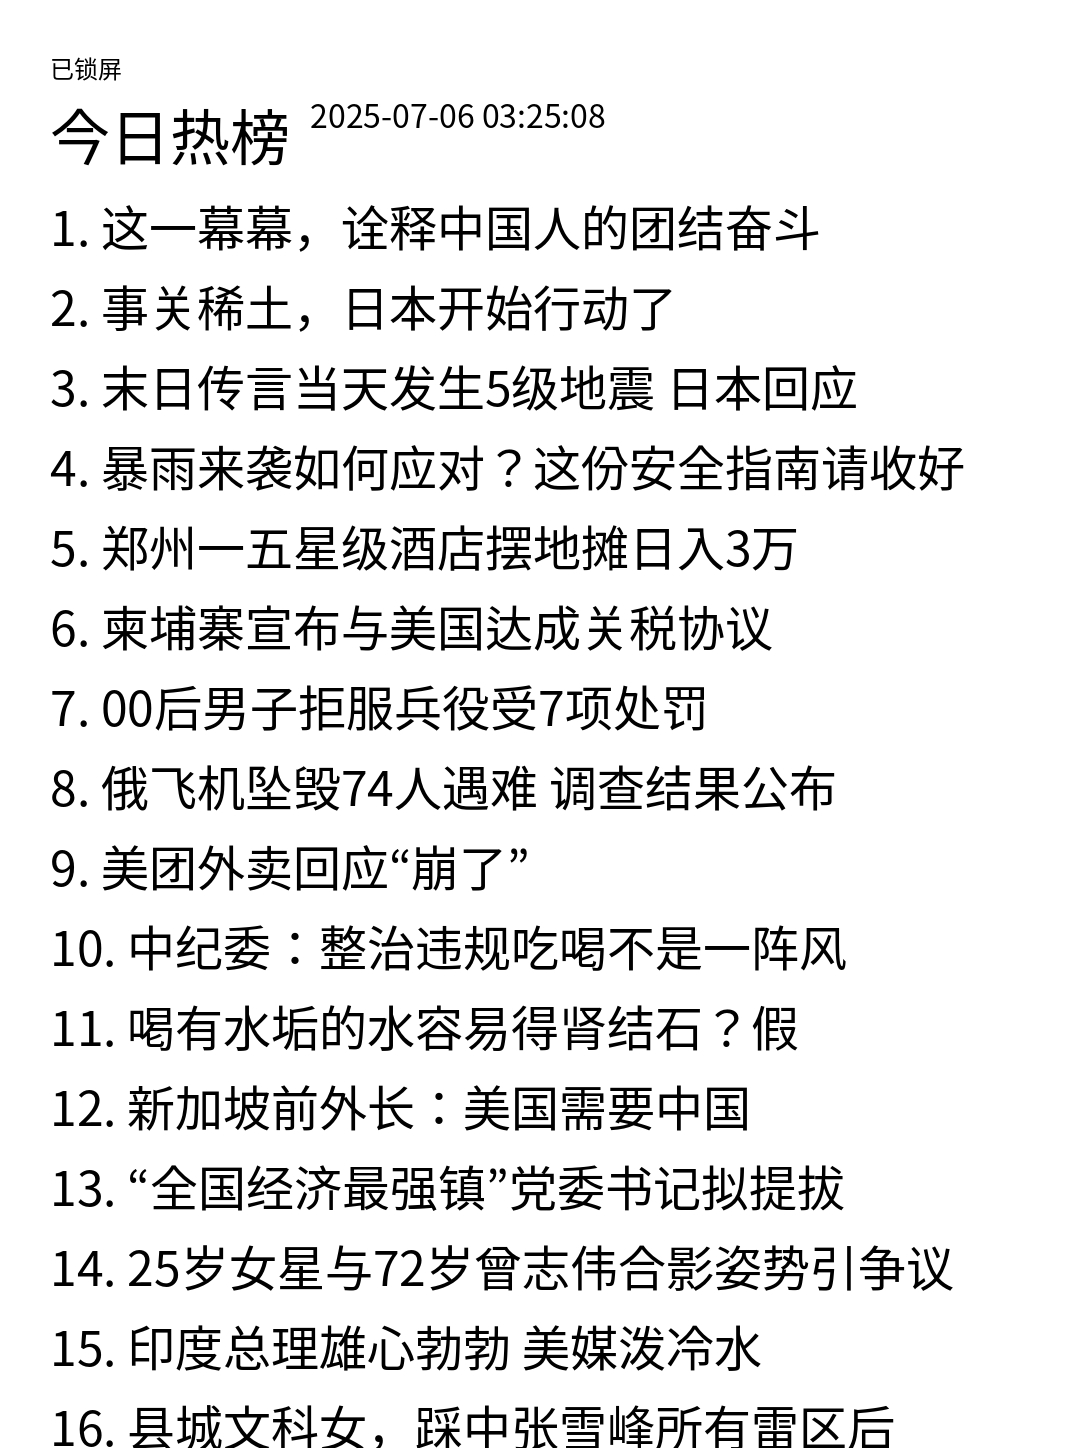 已锁屏
今日热榜 2025-07-06 03:25:08
1. 这一幕幕，诠释中国人的团结奋斗
2. 事关稀土，日本开始行动了
3. 末日传言当天发生5级地震 日本回应
4. 暴雨来袭如何应对？这份安全指南请收好
5. 郑州一五星级酒店摆地摊日入3万
6. 柬埔寨宣布与美国达成关税协议
7. 00后男子拒服兵役受7项处罚
8. 俄飞机坠毁74人遇难 调查结果公布
9. 美团外卖回应“崩了”
10. 中纪委：整治违规吃喝不是一阵风
11. 喝有水垢的水容易得肾结石？假
12. 新加坡前外长：美国需要中国
13. “全国经济最强镇”党委书记拟提拔
14. 25岁女星与72岁曾志伟合影姿势引争议
15. 印度总理雄心勃勃 美媒泼冷水
16. 县城文科女，踩中张雪峰所有雷区后